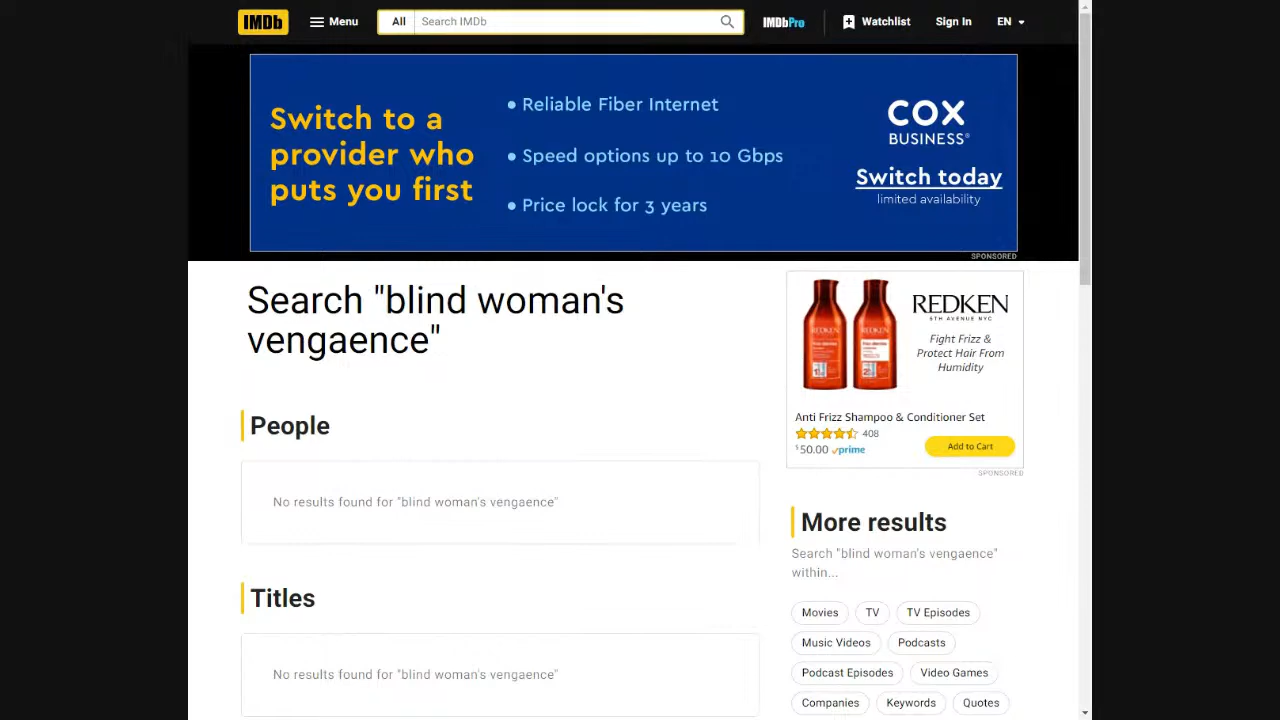 IMDb
Menu
All
Search IMDb
IMDbPro
Watchlist
Sign In
EN
Switch to a
provider who
puts you first
• Reliable Fiber Internet
• Speed options up to 10 Gbps
• Price lock for 3 years
COX
BUSINESS®
Switch today
limited availability
SPONSORED
Search "blind woman's
vengaence"
People
No results found for "blind woman's vengaence"
Titles
No results found for "blind woman's vengaence"
REDKEN
REDKEN
REDKEN
5TH AVENUE NYC
Fight Frizz &
Protect Hair From
Humidity
Anti Frizz Shampoo & Conditioner Set
408
$50.00 prime
Add to Cart
SPONSORED
More results
Search "blind woman's vengaence"
within...
Movies
TV
TV Episodes
Music Videos
Podcasts
Podcast Episodes
Video Games
Companies
Keywords
Quotes